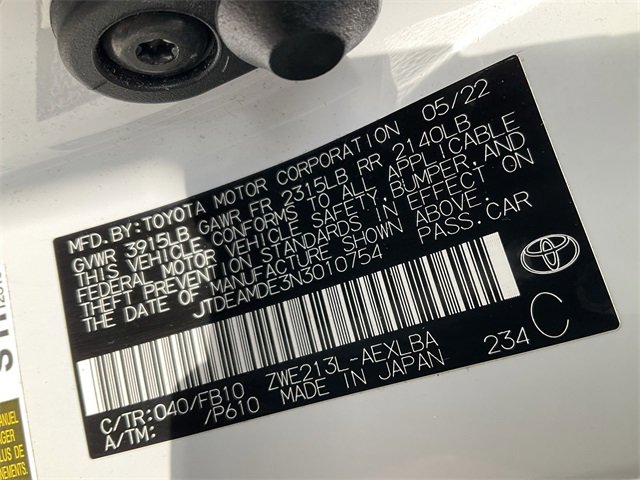 MFD. BY: TOYOTA MOTOR CORPORATION 05/22
GVWR 3915LB GAWR FR 2315LB RR 2140LB
THIS VEHICLE CONFORMS TO ALL APPLICABLE
FEDERAL MOTOR VEHICLE SAFETY, BUMPER, AND
THEFT PREVENTION STANDARDS IN EFFECT ON
THE DATE OF MANUFACTURE SHOWN ABOVE.
JTDEAMDE3N3010754 PASS. CAR
C/TR: 040/FB10 ZWE213L-AEXLBA 234 C
A/TM: /P610 MADE IN JAPAN